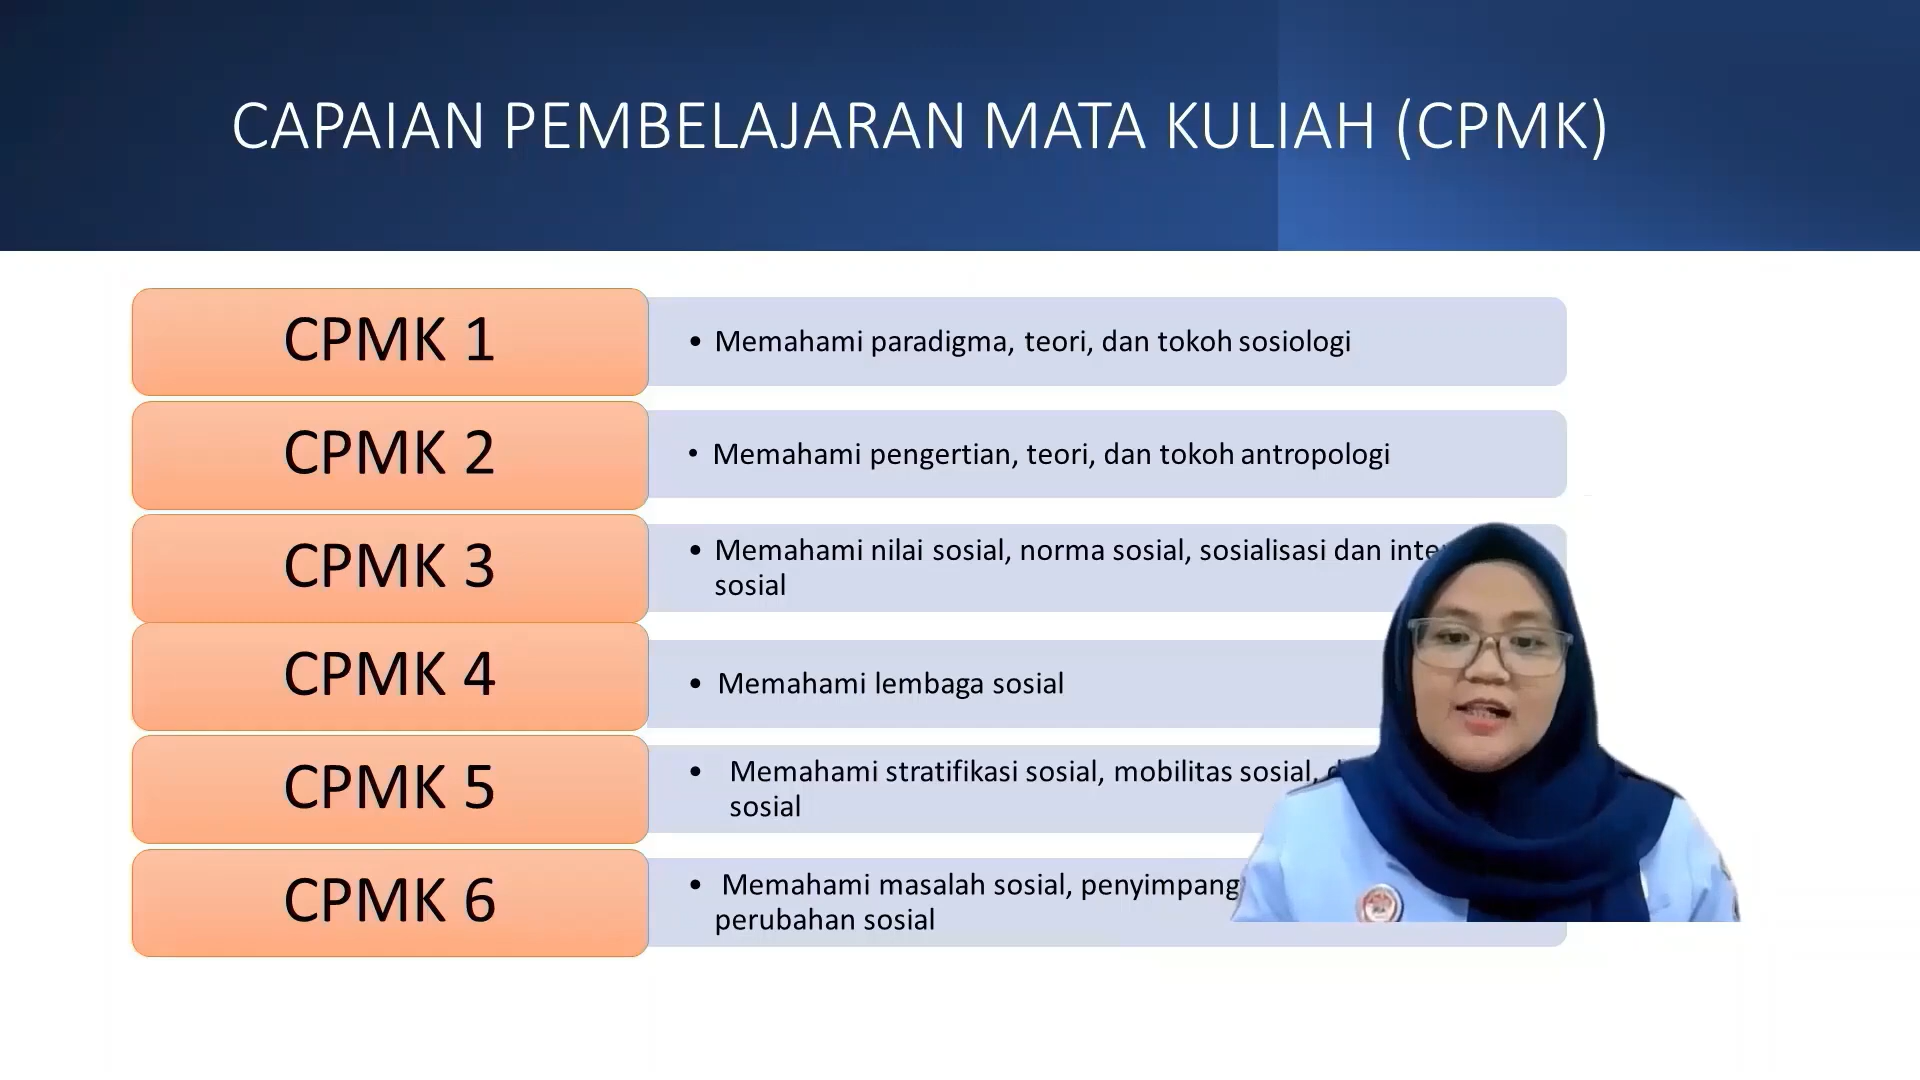 CAPAIAN PEMBELAJARAN MATA KULIAH (CPMK)
CPMK 1
• Memahami paradigma, teori, dan tokoh sosiologi
CPMK 2
• Memahami pengertian, teori, dan tokoh antropologi
CPMK 3
• Memahami nilai sosial, norma sosial, sosialisasi dan
sosial
CPMK 4
• Memahami lembaga sosial
CPMK 5
• Memahami stratifikasi sosial, mobilitas sosial,
sosial
CPMK 6
• Memahami masalah sosial,
perubahan sosial